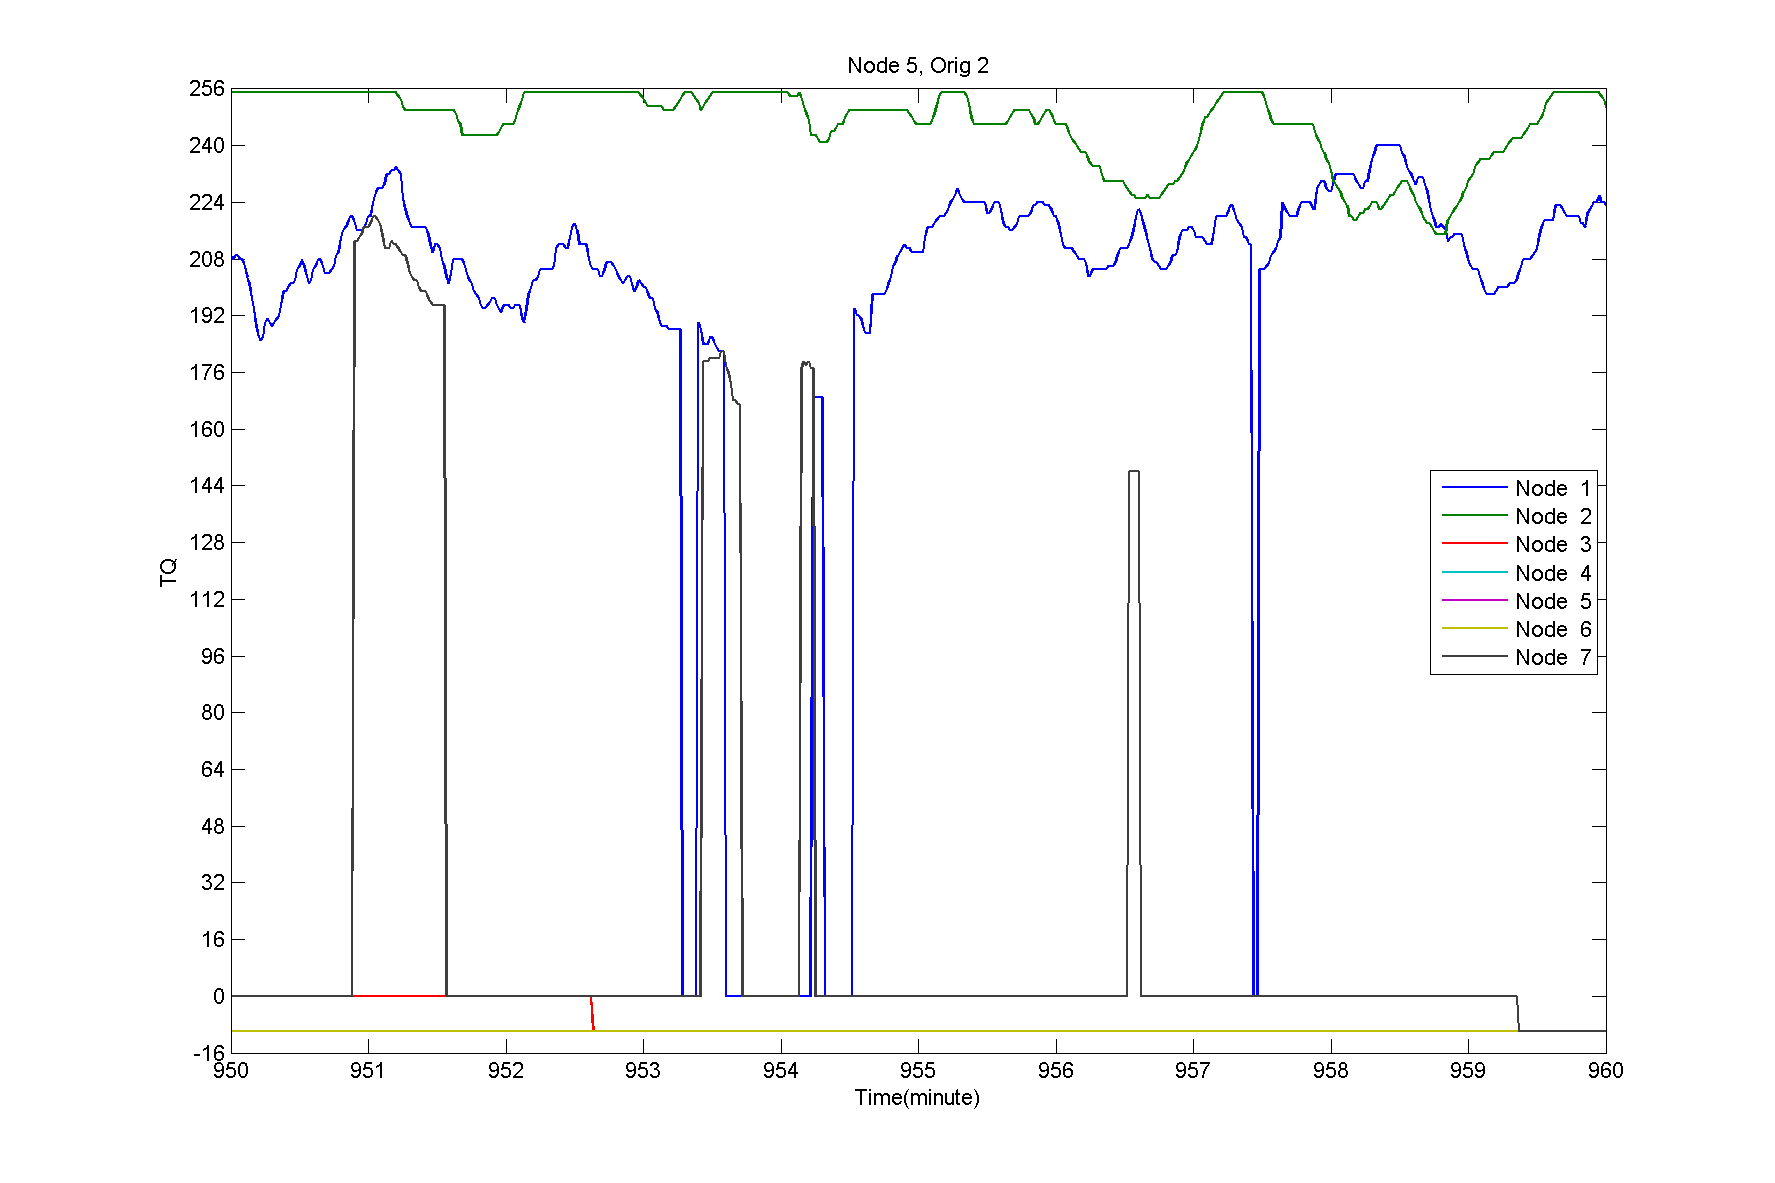 Node 5, Orig 2
256
240
224
208
192
176
160
144
128
112
96
80
64
48
32
16
0
-16
TQ
Node 1
Node 2
Node 3
Node 4
Node 5
Node 6
Node 7
950 951 952 953 954 955 956 957 958 959 960
Time(minute)